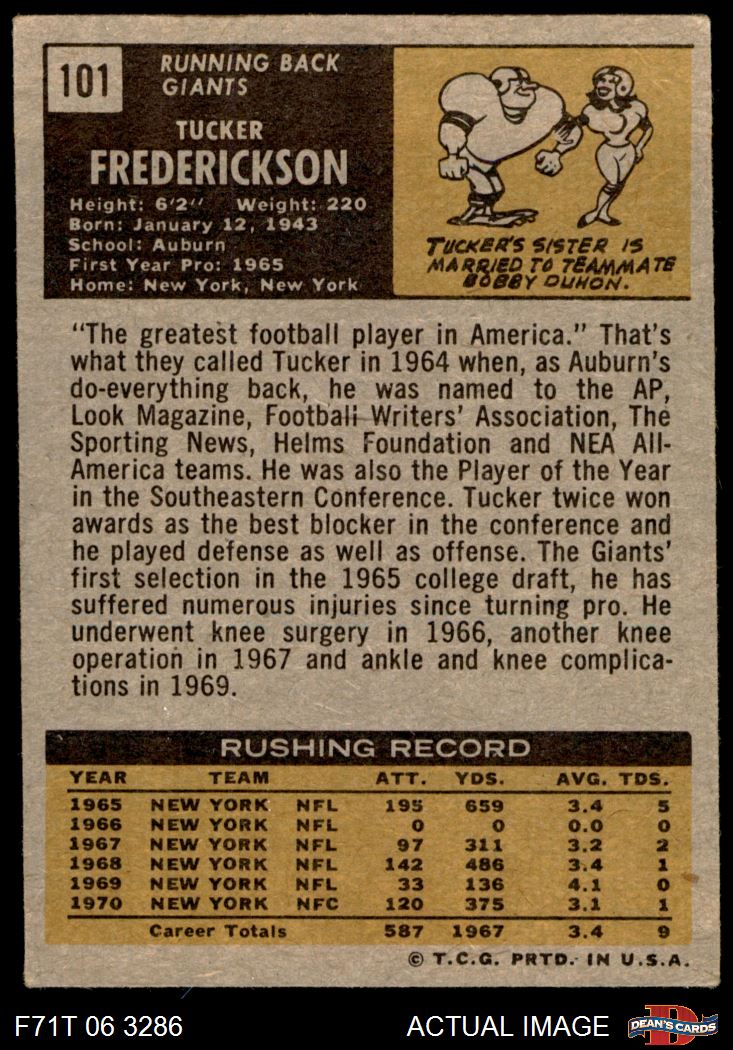 101
RUNNING BACK
GIANTS
TUCKER
FREDERICKSON
Height: 6'2" Weight: 220
Born: January 12, 1943
School: Auburn
First Year Pro: 1965
Home: New York, New York
TUCKER'S SISTER IS
MARRIED TO TEAMMATE
BOBBY DUHON.
"The greatest football player in America." That's
what they called Tucker in 1964 when, as Auburn's
do-everything back, he was named to the AP,
Look Magazine, Football Writers' Association, The
Sporting News, Helms Foundation and NEA All-
America teams. He was also the Player of the Year
in the Southeastern Conference. Tucker twice won
awards as the best blocker in the conference and
he played defense as well as offense. The Giants'
first selection in the 1965 college draft, he has
suffered numerous injuries since turning pro. He
underwent knee surgery in 1966, another knee
operation in 1967 and ankle and knee complica-
tions in 1969.
RUSHING RECORD
YEAR TEAM ATT. YDS. AVG. TDS.
1965 NEW YORK NFL 195 659 3.4 5
1966 NEW YORK NFL 0 0 0.0 0
1967 NEW YORK NFL 97 311 3.2 2
1968 NEW YORK NFL 142 486 3.4 1
1969 NEW YORK NFL 33 136 4.1 0
1970 NEW YORK NFC 120 375 3.1 1
Career Totals 587 1967 3.4 9
© T.C.G. PRTD. IN U.S.A.
F71T 06 3286 ACTUAL IMAGE
D
DEAN'S CARDS